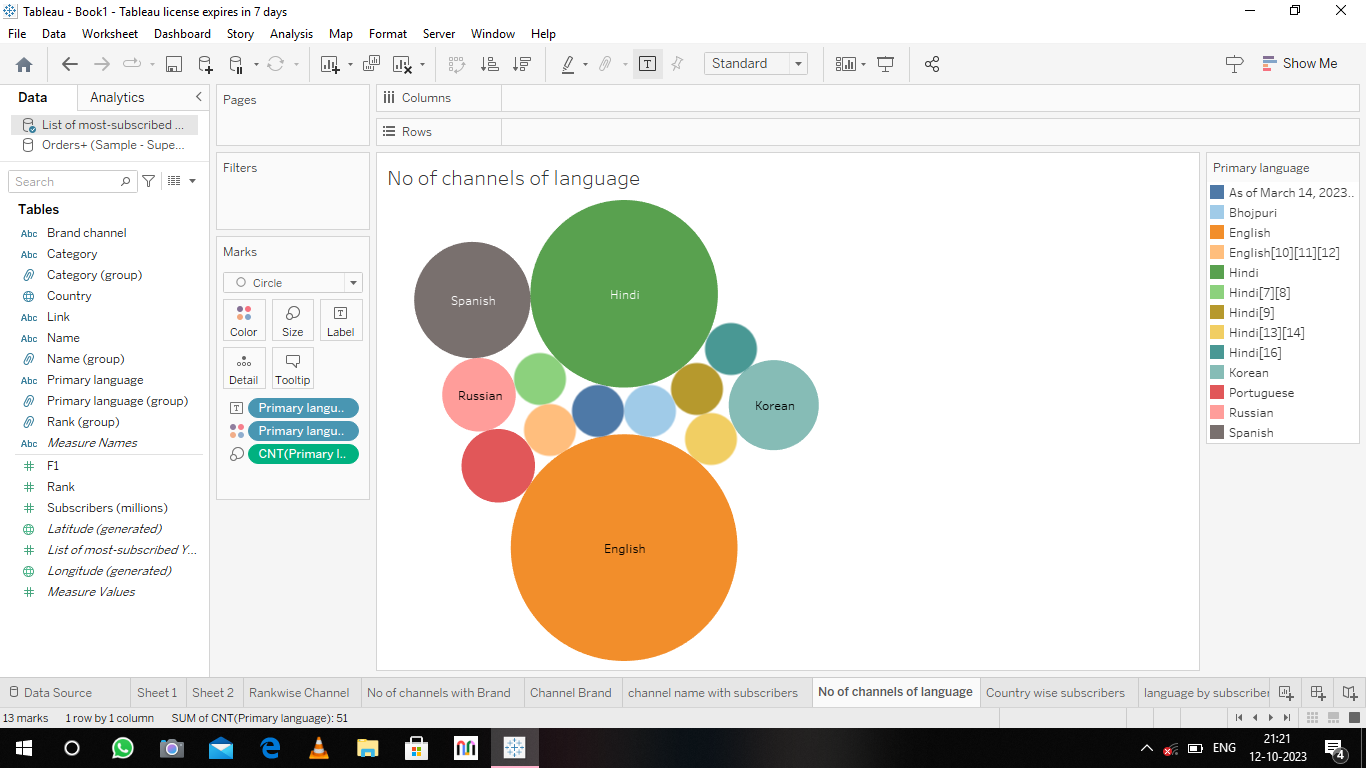 Tableau - Book1 - Tableau license expires in 7 days
File Data Worksheet Dashboard Story Analysis Map Format Server Window Help
Standard
Show Me
Data Analytics
List of most-subscribed ...
Orders+ (Sample - Supe...
Search
Tables
Abc Brand channel
Abc Category
Category (group)
Country
Abc Link
Abc Name
Name (group)
Abc Primary language
Primary language (group)
Rank (group)
Abc Measure Names
F1
Rank
Subscribers (millions)
Latitude (generated)
List of most-subscribed Y...
Longitude (generated)
Measure Values
Pages
Filters
Marks
Circle
Color Size Label
Detail Tooltip
Primary langu..
Primary langu..
CNT(Primary l..
Columns
Rows
No of channels of language
Hindi
Spanish
Russian
Korean
English
Primary language
As of March 14, 2023..
Bhojpuri
English
English[10][11][12]
Hindi
Hindi[7][8]
Hindi[9]
Hindi[13][14]
Hindi[16]
Korean
Portuguese
Russian
Spanish
Data Source Sheet 1 Sheet 2 Rankwise Channel No of channels with Brand Channel Brand channel name with subscribers No of channels of language Country wise subscribers language by subscriber
13 marks 1 row by 1 column SUM of CNT(Primary language): 51
ENG 21:21
12-10-2023 4